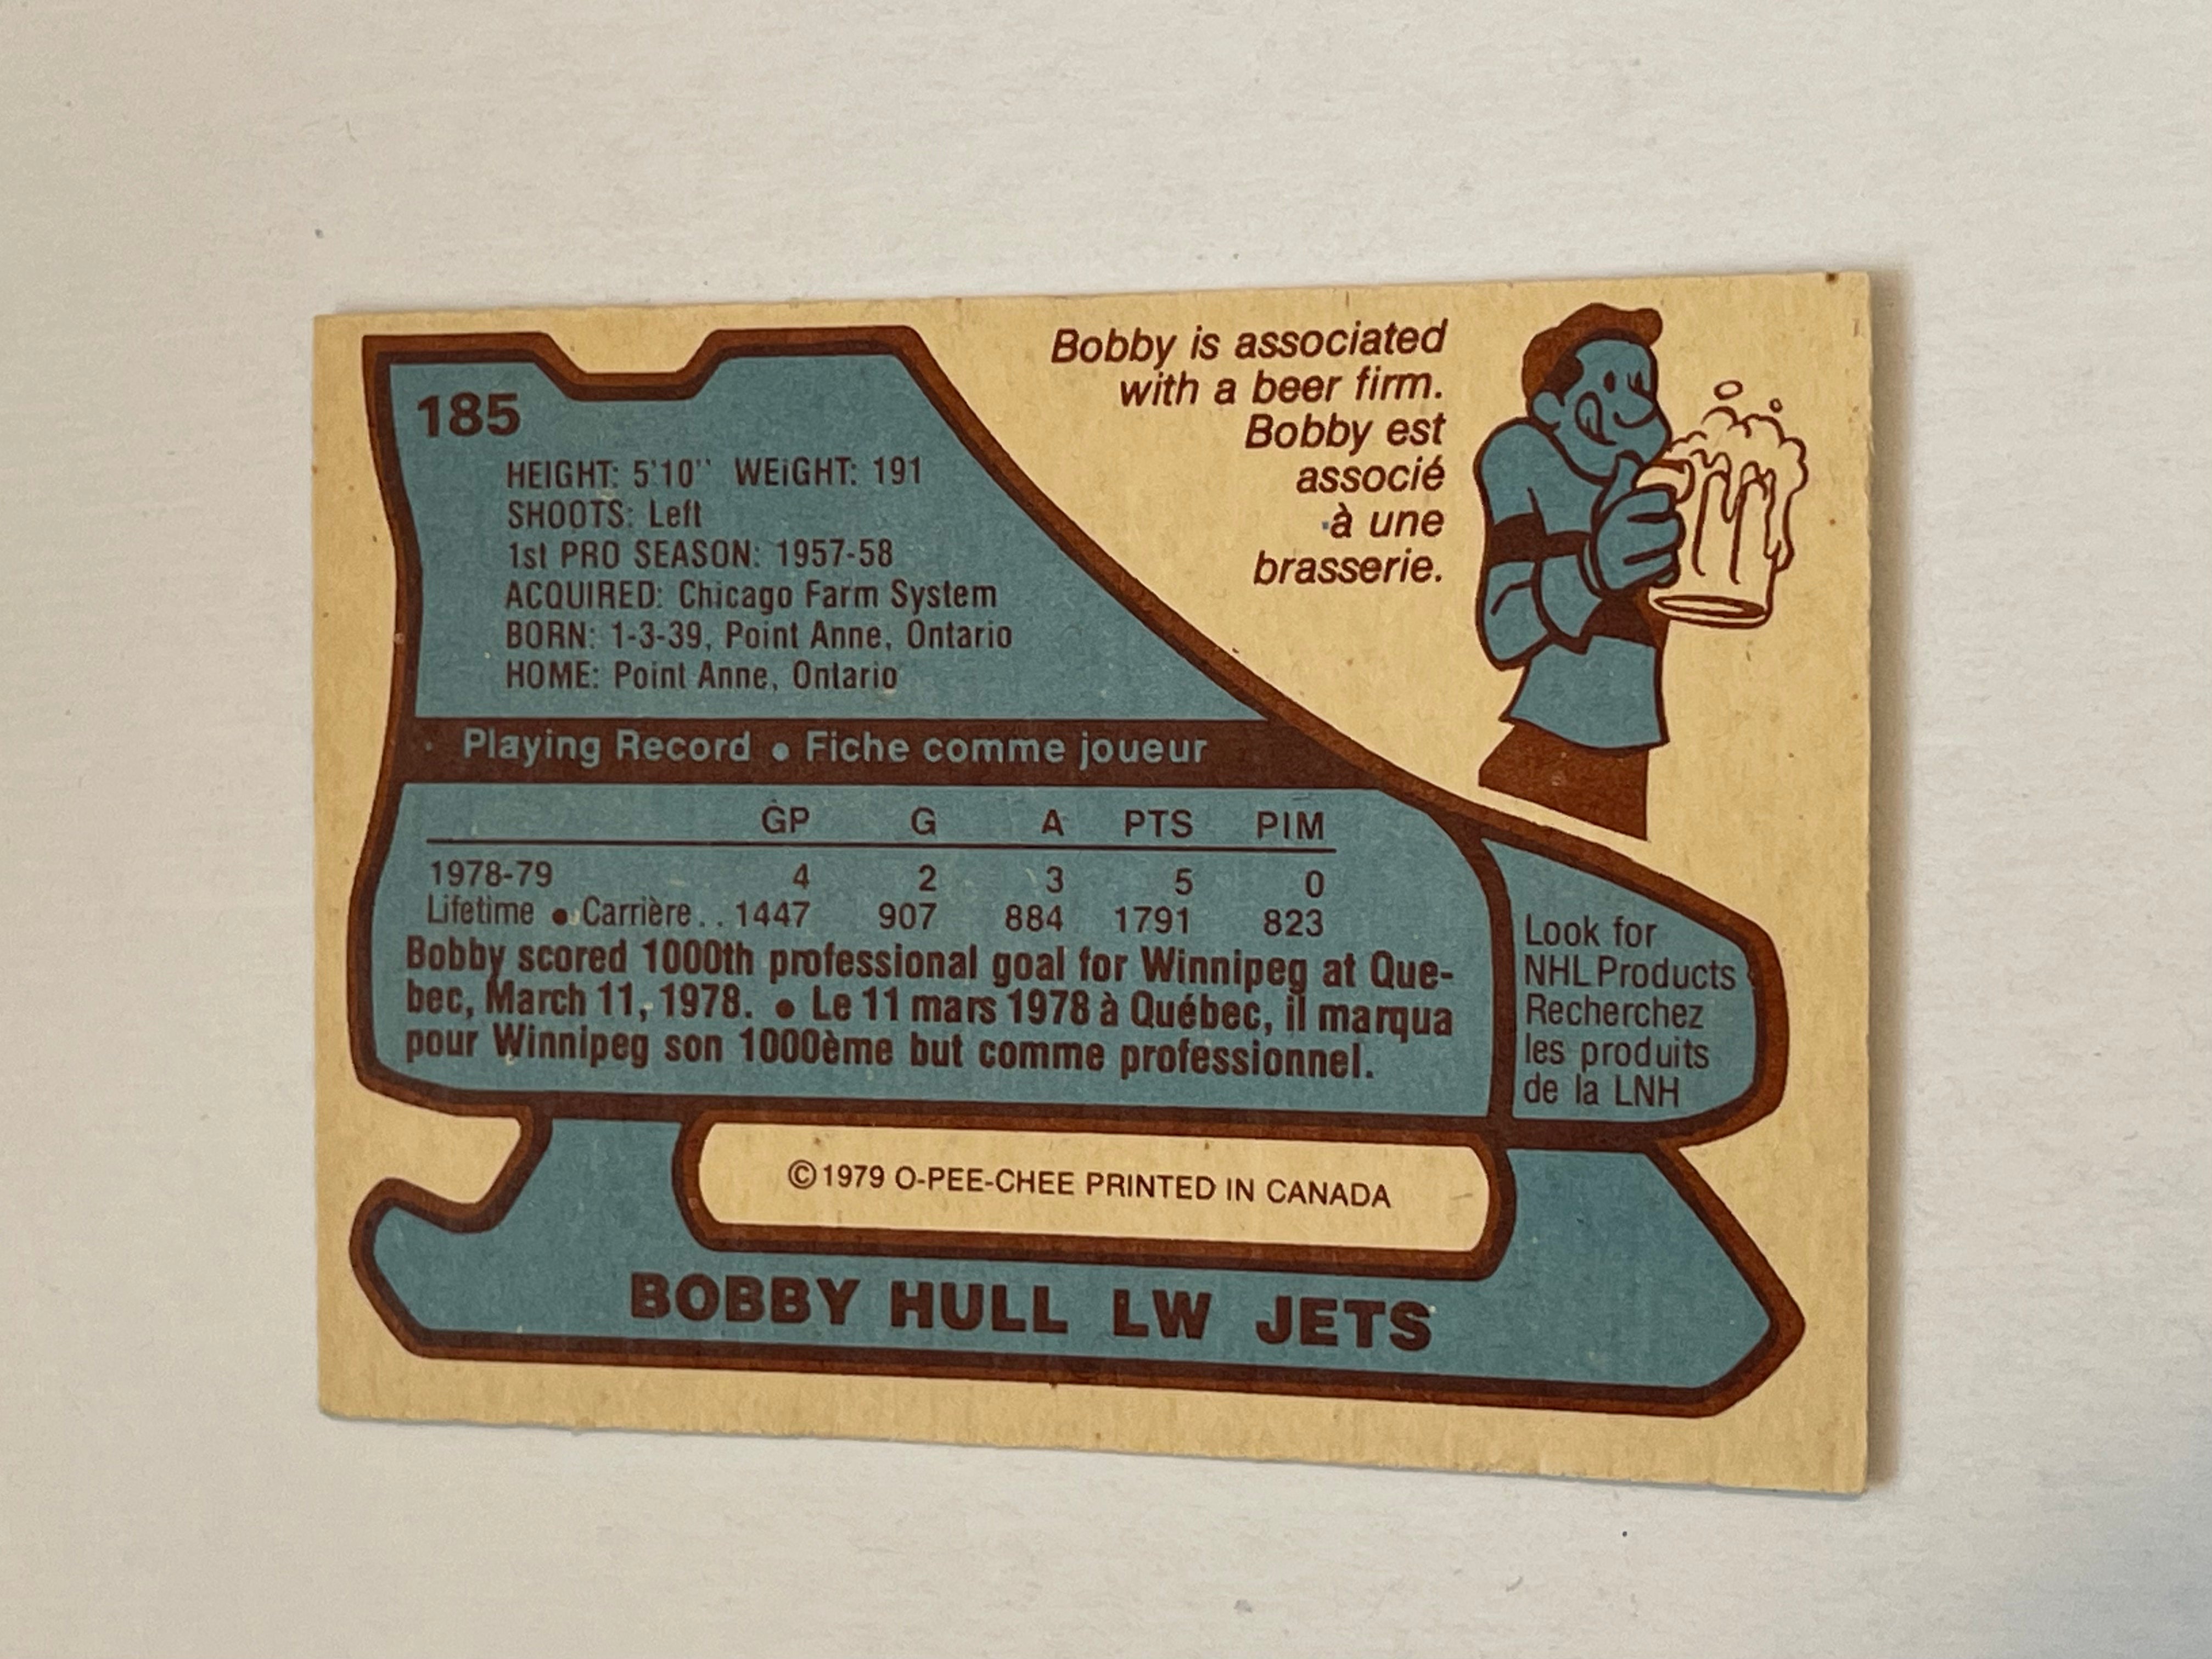 185
HEIGHT: 5'10'' WEiGHT: 191
SHOOTS: Left
1st PRO SEASON: 1957-58
ACQUIRED: Chicago Farm System
BORN: 1-3-39, Point Anne, Ontario
HOME: Point Anne, Ontario
Bobby is associated
with a beer firm.
Bobby est
associé
à une
brasserie.
Playing Record • Fiche comme joueur
GP G A PTS PIM
1978-79 4 2 3 5 0
Lifetime • Carrière.. 1447 907 884 1791 823
Bobby scored 1000th professional goal for Winnipeg at Que-
bec, March 11, 1978. • Le 11 mars 1978 à Québec, il marqua
pour Winnipeg son 1000ème but comme professionnel.
Look for
NHL Products
Recherchez
les produits
de la LNH
©1979 O-PEE-CHEE PRINTED IN CANADA
BOBBY HULL LW JETS